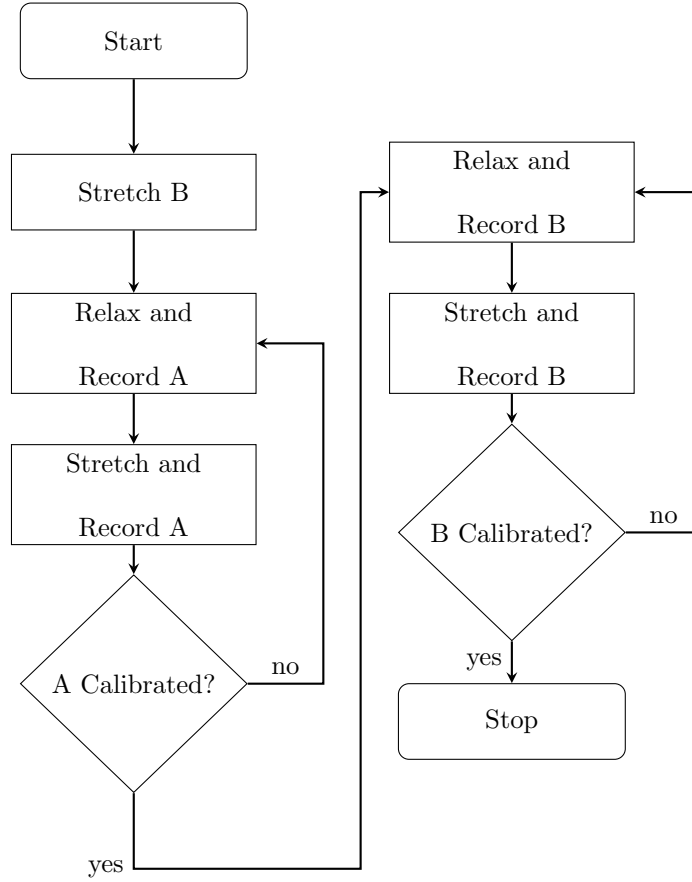 Start
Stretch B
Relax and
Record A
Stretch and
Record A
A Calibrated?
no
yes
Relax and
Record B
Stretch and
Record B
B Calibrated?
no
yes
Stop